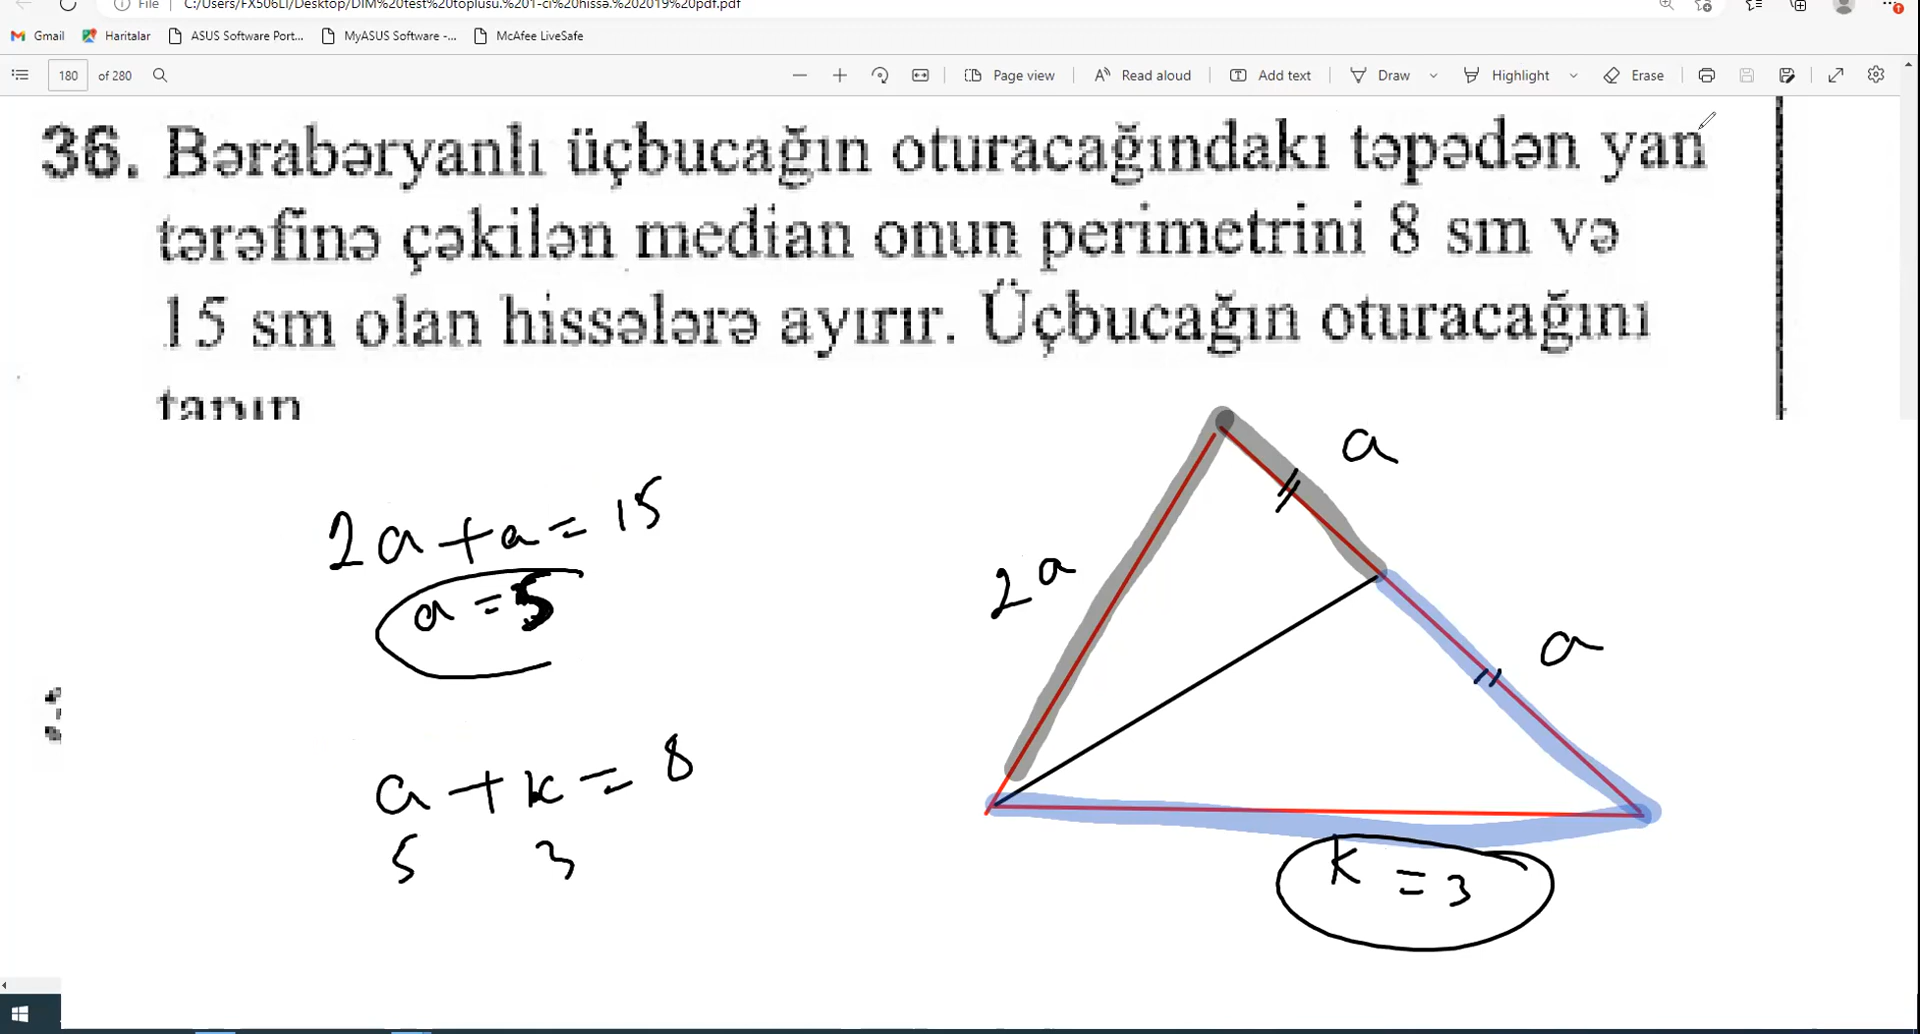 File C:/Users/FX506LI/Desktop/DIM%20test%20toplusu.%201-ci%20hissə.%202019%20pdf.pdf
Gmail Haritalar ASUS Software Port... MyASUS Software -... McAfee LiveSafe
180 of 280 Page view Read aloud Add text Draw Highlight Erase
36. Bərabəryanlı üçbucağın oturacağındakı təpədən yan
tərəfinə çəkilən median onun perimetrini 8 sm və
15 sm olan hissələrə ayırır. Üçbucağın oturacağını
tapın
2a+a=15
a=5
a+k=8
5 3
a
2a
a
k=3